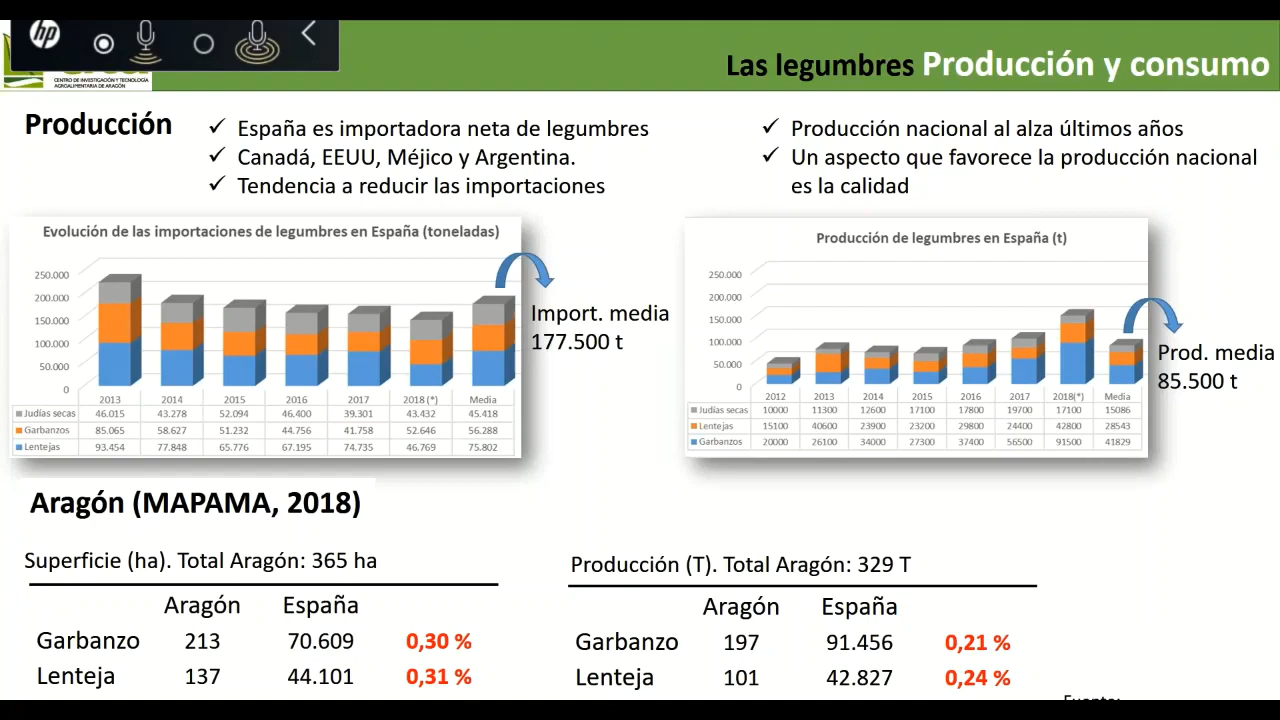 hp
CENTRO DE INVESTIGACIÓN Y TECNOLOGÍA
AGROALIMENTARIA DE ARAGÓN
Las legumbres Producción y consumo
Producción
✓ España es importadora neta de legumbres
✓ Canadá, EEUU, Méjico y Argentina.
✓ Tendencia a reducir las importaciones
✓ Producción nacional al alza últimos años
✓ Un aspecto que favorece la producción nacional
es la calidad
Evolución de las importaciones de legumbres en España (toneladas)
250.000
200.000
150.000
100.000
50.000
0
2013 2014 2015 2016 2017 2018 (*) Media
Judías secas 46.015 43.278 52.094 46.400 39.301 43.432 45.418
Garbanzos 85.065 58.627 51.232 44.756 41.758 52.646 56.288
Lentejas 93.454 77.848 65.776 67.195 74.735 46.769 75.802
Import. media
177.500 t
Producción de legumbres en España (t)
250.000
200.000
150.000
100.000
50.000
0
2012 2013 2014 2015 2016 2017 2018(*) Media
Judías secas 10000 11300 12600 17100 17800 19700 17100 15086
Lentejas 15100 40600 23900 23200 29800 24400 42800 28543
Garbanzos 20000 26100 34000 27300 37400 56500 91500 41829
Prod. media
85.500 t
Aragón (MAPAMA, 2018)
Superficie (ha). Total Aragón: 365 ha
Aragón España
Garbanzo 213 70.609 0,30 %
Lenteja 137 44.101 0,31 %
Producción (T). Total Aragón: 329 T
Aragón España
Garbanzo 197 91.456 0,21 %
Lenteja 101 42.827 0,24 %